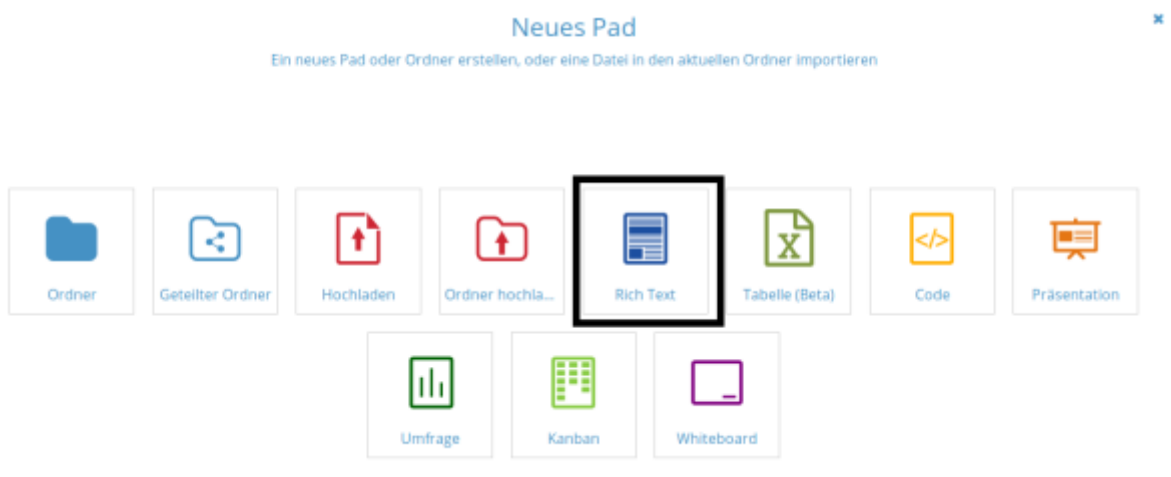 Neues Pad
Ein neues Pad oder Ordner erstellen, oder eine Datei in den aktuellen Ordner importieren
Ordner
Geteilter Ordner
Hochladen
Ordner hochla...
Rich Text
Tabelle (Beta)
Code
Präsentation
Umfrage
Kanban
Whiteboard